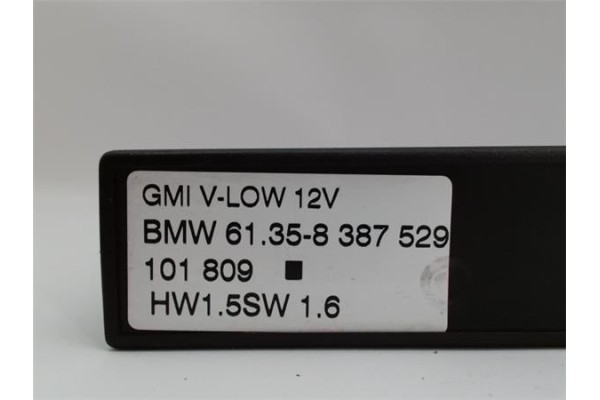 GMI V-LOW 12V
BMW 61.35-8 387 529
101 809 ■
HW1.5SW 1.6